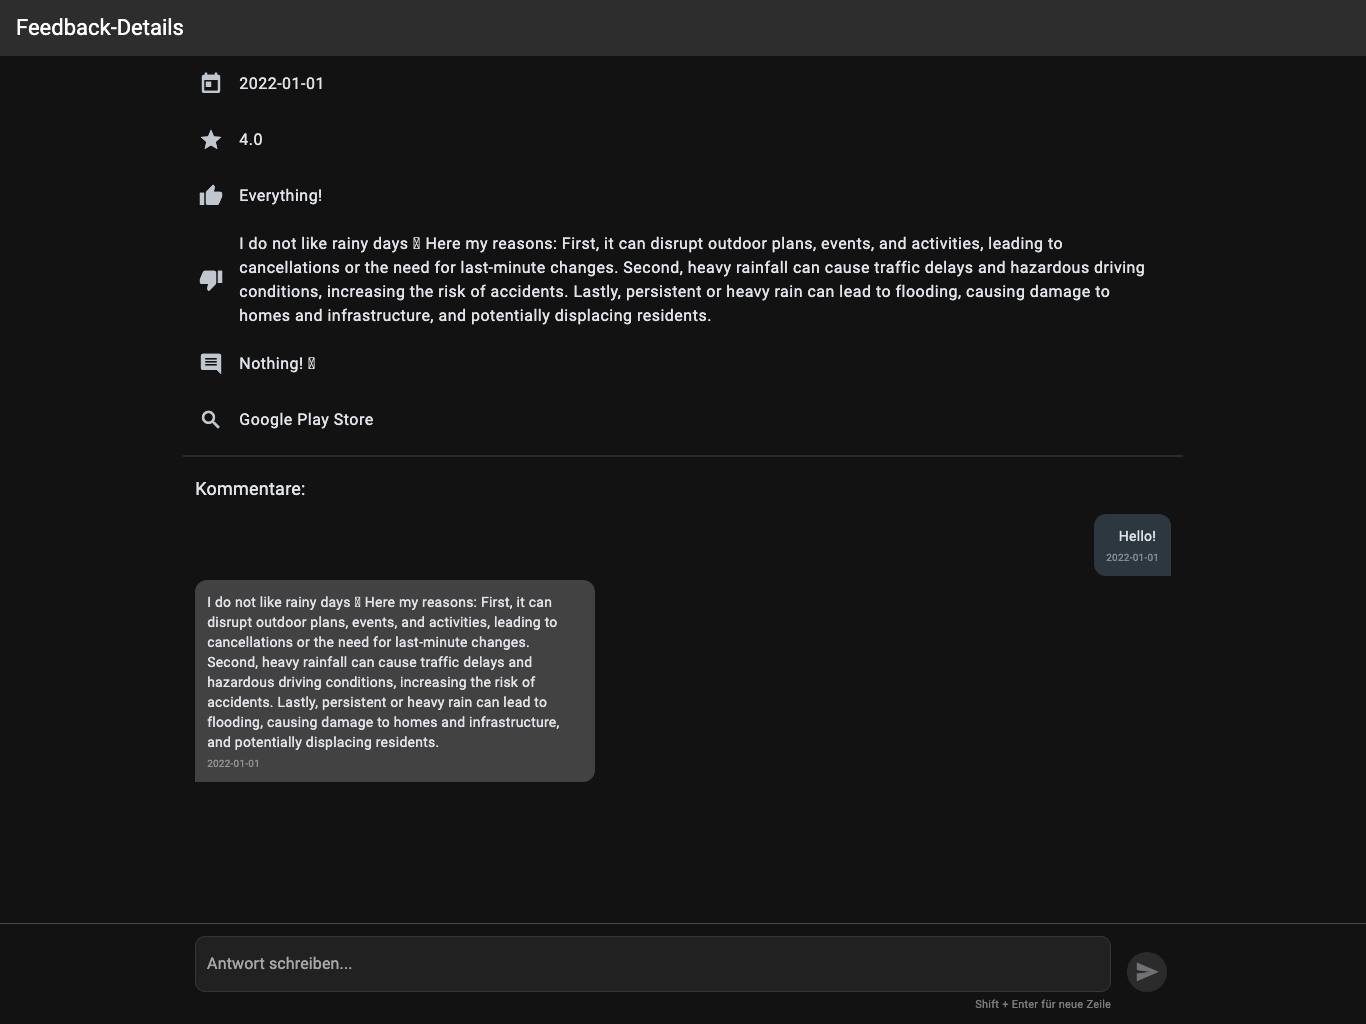 Feedback-Details
2022-01-01
4.0
Everything!
I do not like rainy days Here my reasons: First, it can disrupt outdoor plans, events, and activities, leading to
cancellations or the need for last-minute changes. Second, heavy rainfall can cause traffic delays and hazardous driving
conditions, increasing the risk of accidents. Lastly, persistent or heavy rain can lead to flooding, causing damage to
homes and infrastructure, and potentially displacing residents.
Nothing!
Google Play Store
Kommentare:
Hello!
2022-01-01
I do not like rainy days Here my reasons: First, it can
disrupt outdoor plans, events, and activities, leading to
cancellations or the need for last-minute changes.
Second, heavy rainfall can cause traffic delays and
hazardous driving conditions, increasing the risk of
accidents. Lastly, persistent or heavy rain can lead to
flooding, causing damage to homes and infrastructure,
and potentially displacing residents.
2022-01-01
Antwort schreiben...
Shift + Enter für neue Zeile